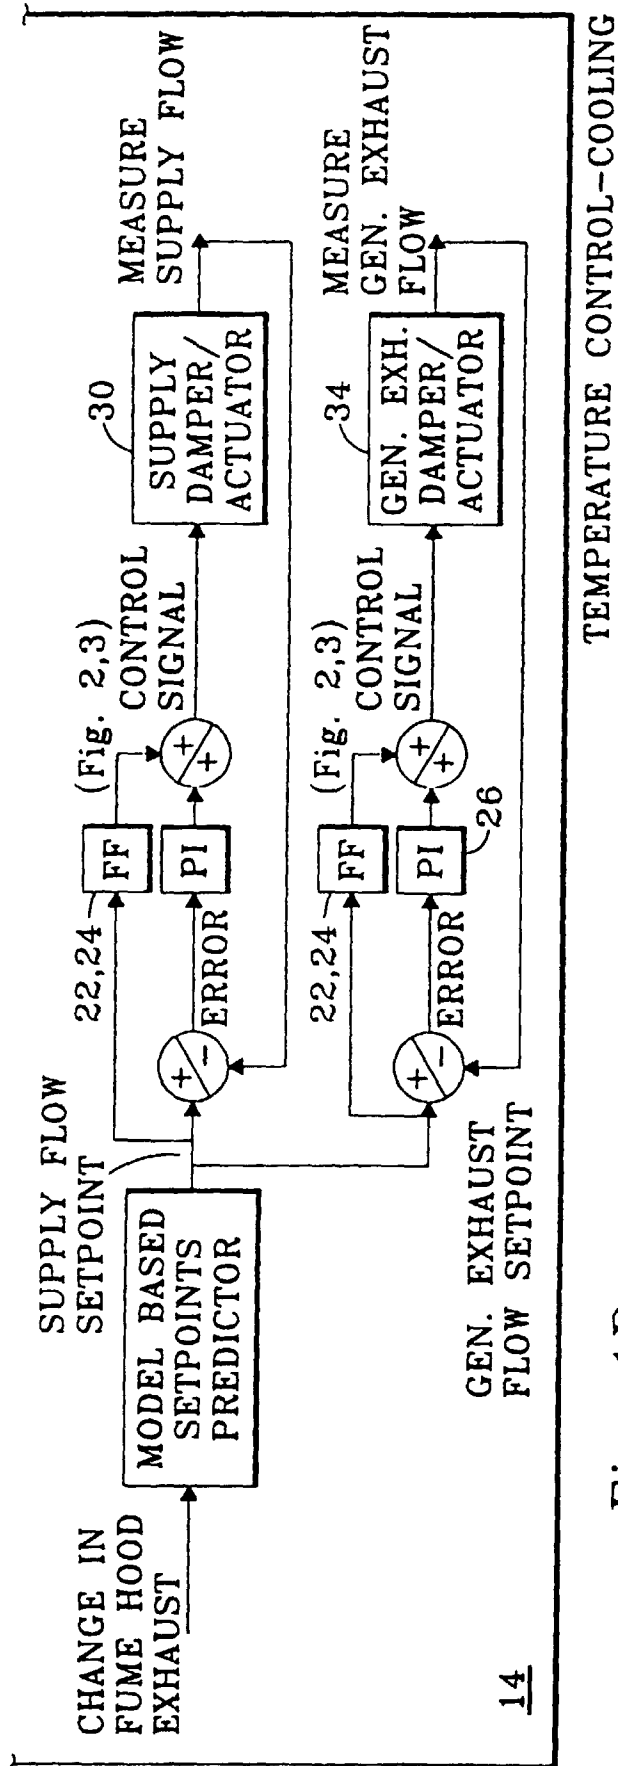 CHANGE IN
FUME HOOD
EXHAUST
MODEL BASED
SETPOINTS
PREDICTOR
SUPPLY FLOW
SETPOINT
22,24
FF
(Fig. 2,3)
+
-
ERROR
PI
+
+
CONTROL
SIGNAL
30
SUPPLY
DAMPER/
ACTUATOR
MEASURE
SUPPLY FLOW
GEN. EXHAUST
FLOW SETPOINT
22,24
FF
(Fig. 2,3)
+
-
ERROR
PI
26
+
+
CONTROL
SIGNAL
34
GEN. EXH.
DAMPER/
ACTUATOR
MEASURE
GEN. EXHAUST
FLOW
14
TEMPERATURE CONTROL-COOLING